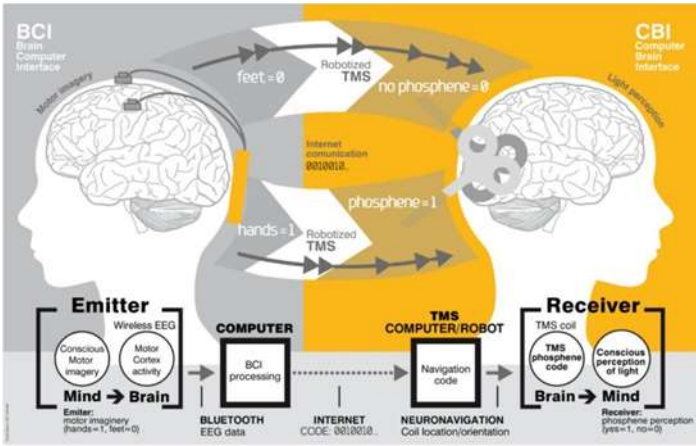 BCI
Brain
Computer
Interface
CBI
Computer
Brain
Interface
Motor imagery
feet=0
Robotized
TMS
no phosphene=0
Light perception
Internet
comunication
0010010..
hands=1
Robotized
TMS
phosphene=1
Emitter
Wireless EEG
Conscious
Motor
imagery
Motor
Cortex
activity
Mind → Brain
Emiter:
motor imaginery
(hands=1, feet=0)
COMPUTER
BCI
processing
BLUETOOTH
EEG data
INTERNET
CODE: 0010010..
TMS
COMPUTER/ROBOT
Navigation
code
NEURONAVIGATION
Coil location/orientation
Receiver
TMS coil
TMS
phosphene
code
Conscious
perception
of light
Brain → Mind
Receiver:
phosphene perception
(yes=1, no=0)